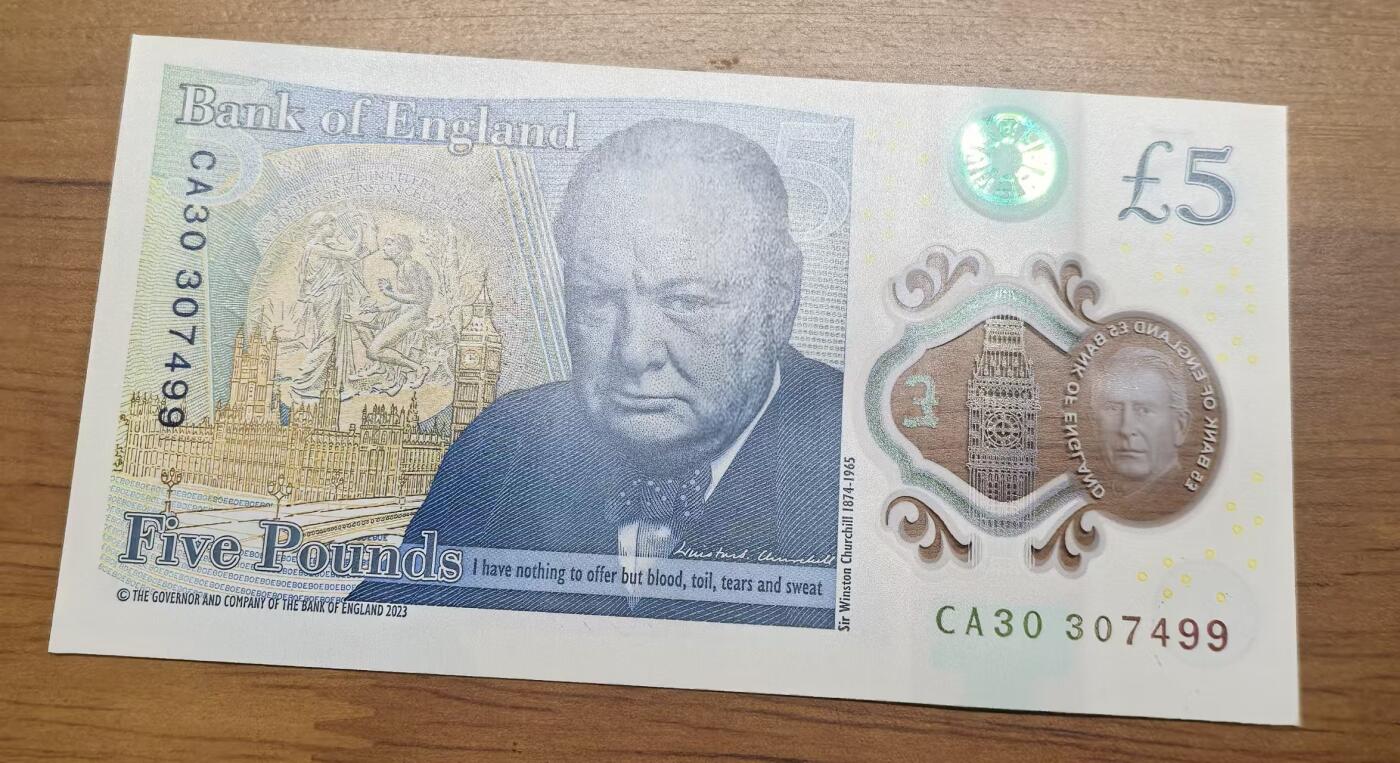 Bank of England
CA30 307499
£5
£5 BANK OF ENGLAND £5 BANK OF ENGLAND
Five Pounds
I have nothing to offer but blood, toil, tears and sweat
Winston S. Churchill
Sir Winston Churchill 1874-1965
© THE GOVERNOR AND COMPANY OF THE BANK OF ENGLAND 2023
CA30 307499